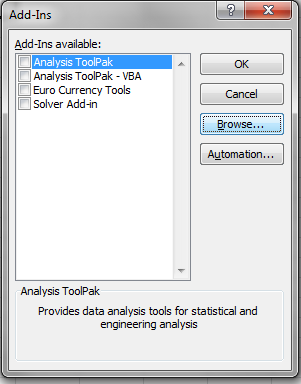 Add-Ins
Add-Ins available:
Analysis ToolPak
Analysis ToolPak - VBA
Euro Currency Tools
Solver Add-in
OK
Cancel
Browse...
Automation...
Analysis ToolPak
Provides data analysis tools for statistical and
engineering analysis